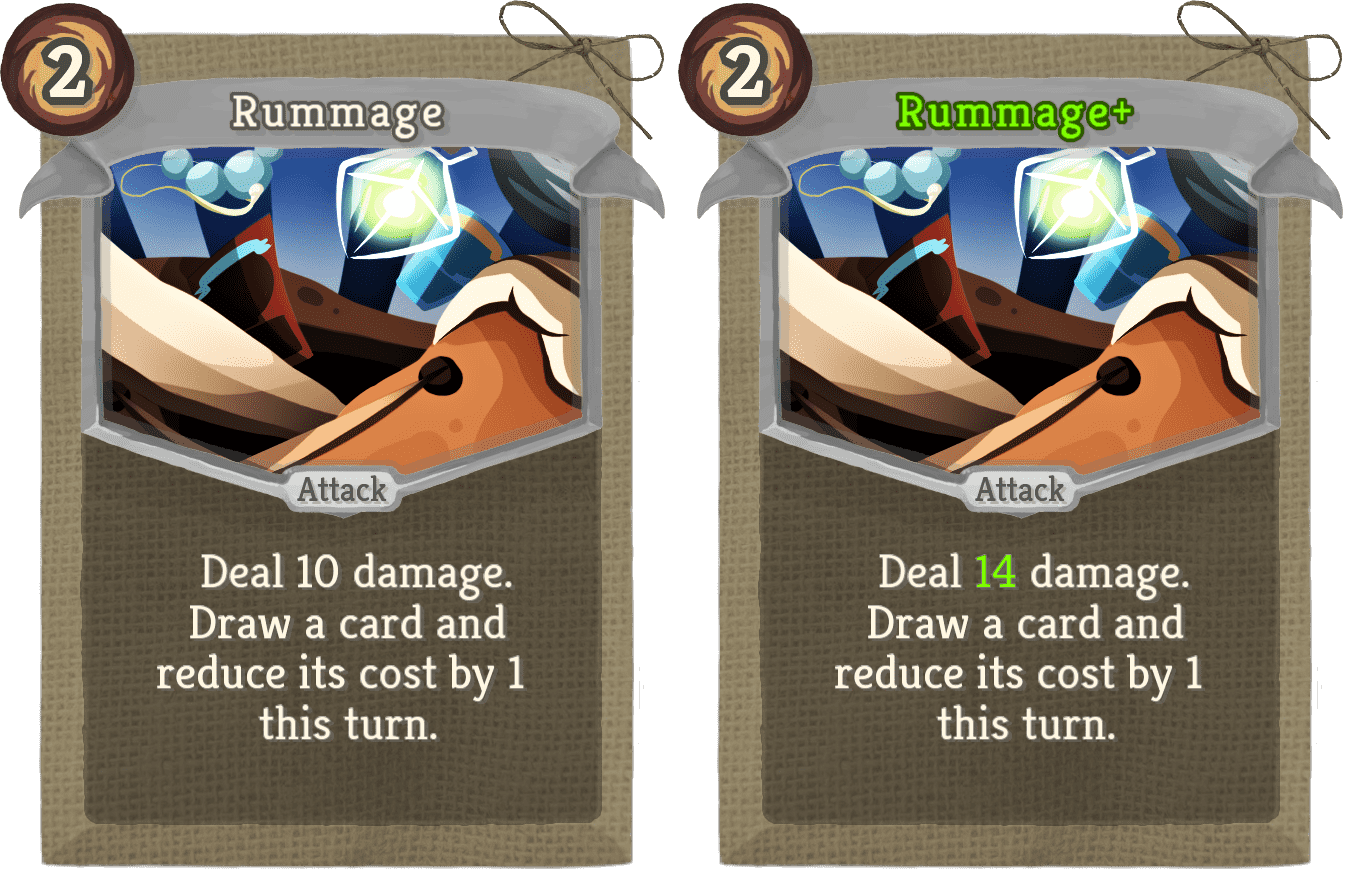 2
Rummage
Attack
Deal 10 damage.
Draw a card and
reduce its cost by 1
this turn.
2
Rummage+
Attack
Deal 14 damage.
Draw a card and
reduce its cost by 1
this turn.